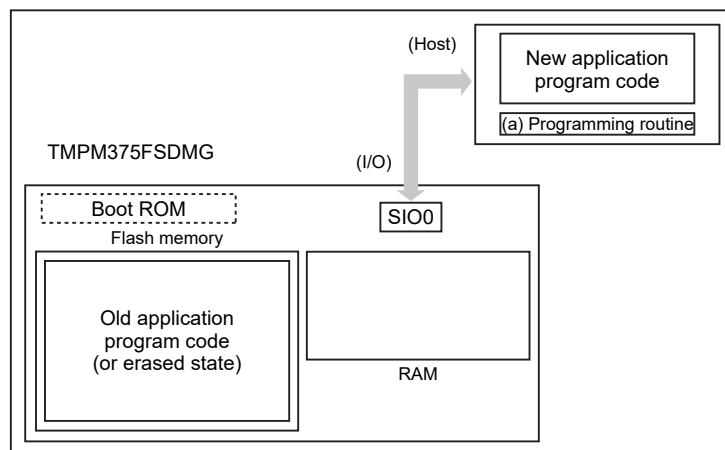 (Host)
New application
program code
(a) Programming routine
TMPM375FSDMG
(I/O)
Boot ROM
SIO0
Flash memory
Old application
program code
(or erased state)
RAM